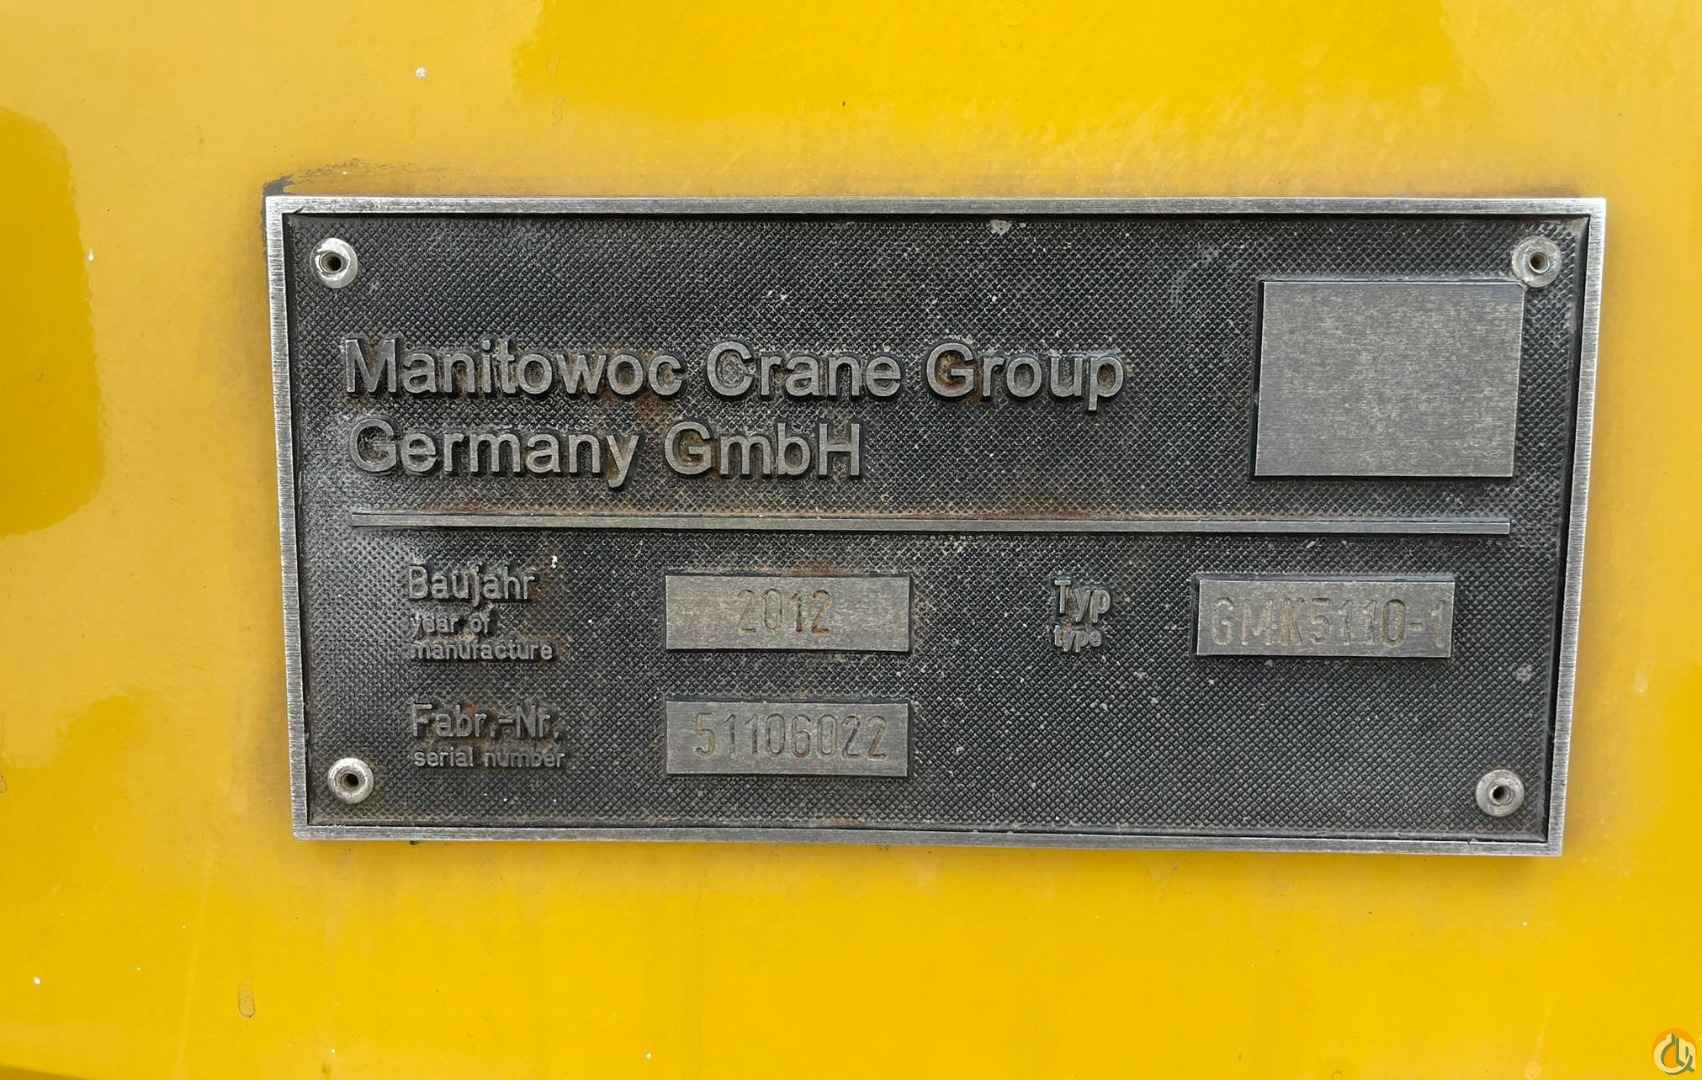 Manitowoc Crane Group
Germany GmbH
Baujahr
year of
manufacture
2012
Typ
type
GMK5110-1
Fabr.-Nr.
serial number
51106022